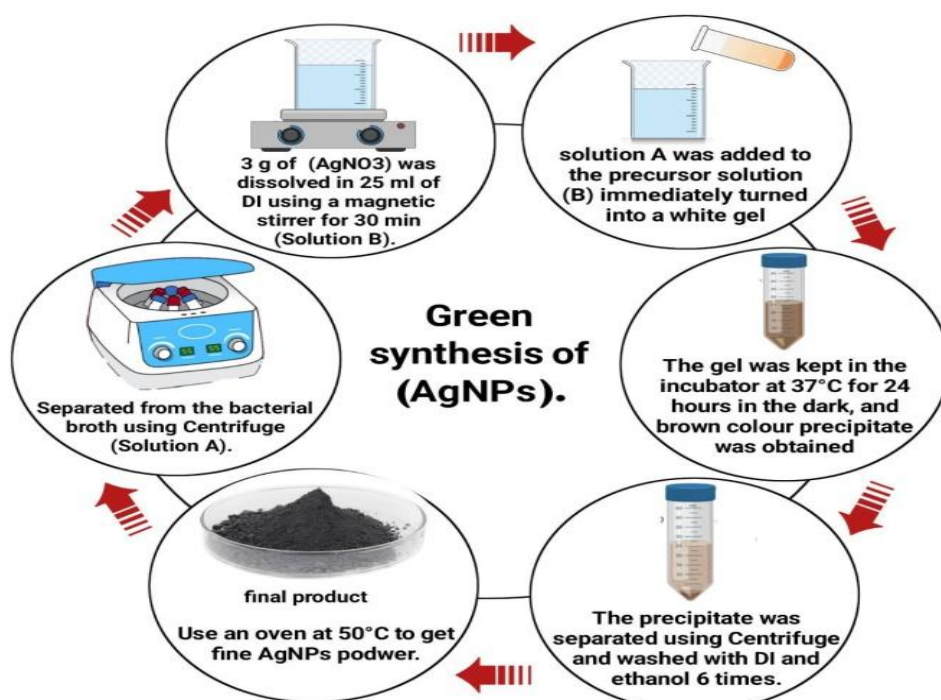 3 g of (AgNO3) was
dissolved in 25 ml of
DI using a magnetic
stirrer for 30 min
(Solution B).
solution A was added to
the precursor solution
(B) immediately turned
into a white gel
The gel was kept in the
incubator at 37°C for 24
hours in the dark, and
brown colour precipitate
was obtained
The precipitate was
separated using Centrifuge
and washed with DI and
ethanol 6 times.
final product
Use an oven at 50°C to get
fine AgNPs podwer.
Separated from the bacterial
broth using Centrifuge
(Solution A).
Green
synthesis of
(AgNPs).